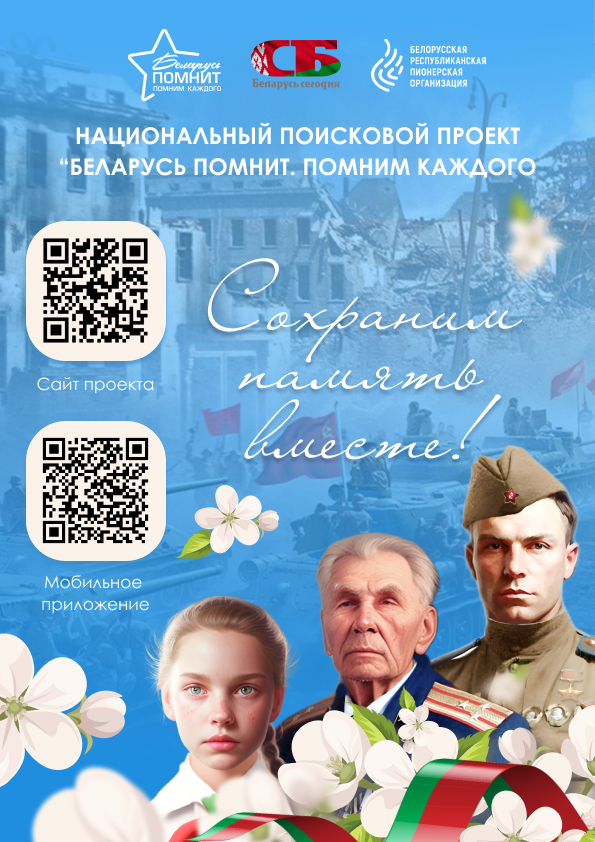 Беларусь
ПОМНИТ
ПОМНИМ КАЖДОГО
СБ
Беларусь сегодня
БЕЛОРУССКАЯ
РЕСПУБЛИКАНСКАЯ
ПИОНЕРСКАЯ
ОРГАНИЗАЦИЯ
НАЦИОНАЛЬНЫЙ ПОИСКОВОЙ ПРОЕКТ
“БЕЛАРУСЬ ПОМНИТ. ПОМНИМ КАЖДОГО
Сохраним
память
вместе!
Сайт проекта
Мобильное
приложение